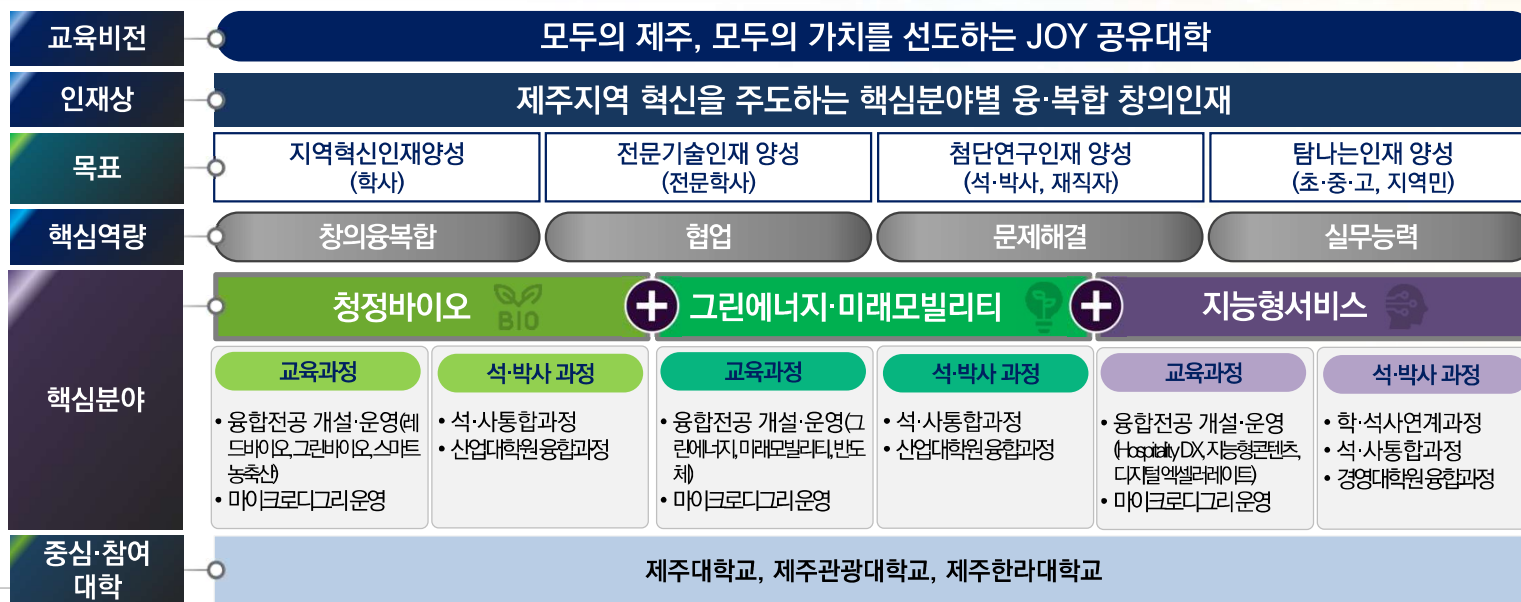 교육비전
모두의 제주, 모두의 가치를 선도하는 JOY 공유대학
인재상
제주지역 혁신을 주도하는 핵심분야별 융·복합 창의인재
목표
지역혁신인재양성
(학사)
전문기술인재 양성
(전문학사)
첨단연구인재 양성
(석·박사, 재직자)
탐나는인재 양성
(초·중·고, 지역민)
핵심역량
창의융복합
협업
문제해결
실무능력
핵심분야
청정바이오
BIO
+
그린에너지·미래모빌리티
+
지능형서비스
교육과정
• 융합전공 개설·운영(레
드바이오,그린바이오,스마트
농축산)
• 마이크로디그리 운영
석·박사 과정
• 석·사통합과정
• 산업대학원 융합과정
교육과정
• 융합전공 개설·운영(그
린에너지,미래모빌리티,반도
체)
• 마이크로디그리 운영
석·박사 과정
• 석·사통합과정
• 산업대학원 융합과정
교육과정
• 융합전공 개설·운영
(Hospitality DX, 지능형콘텐츠,
디지털 엑셀러레이트)
• 마이크로디그리 운영
석·박사 과정
• 학·석사연계과정
• 석·사통합과정
• 경영대학원 융합과정
중심·참여
대학
제주대학교, 제주관광대학교, 제주한라대학교